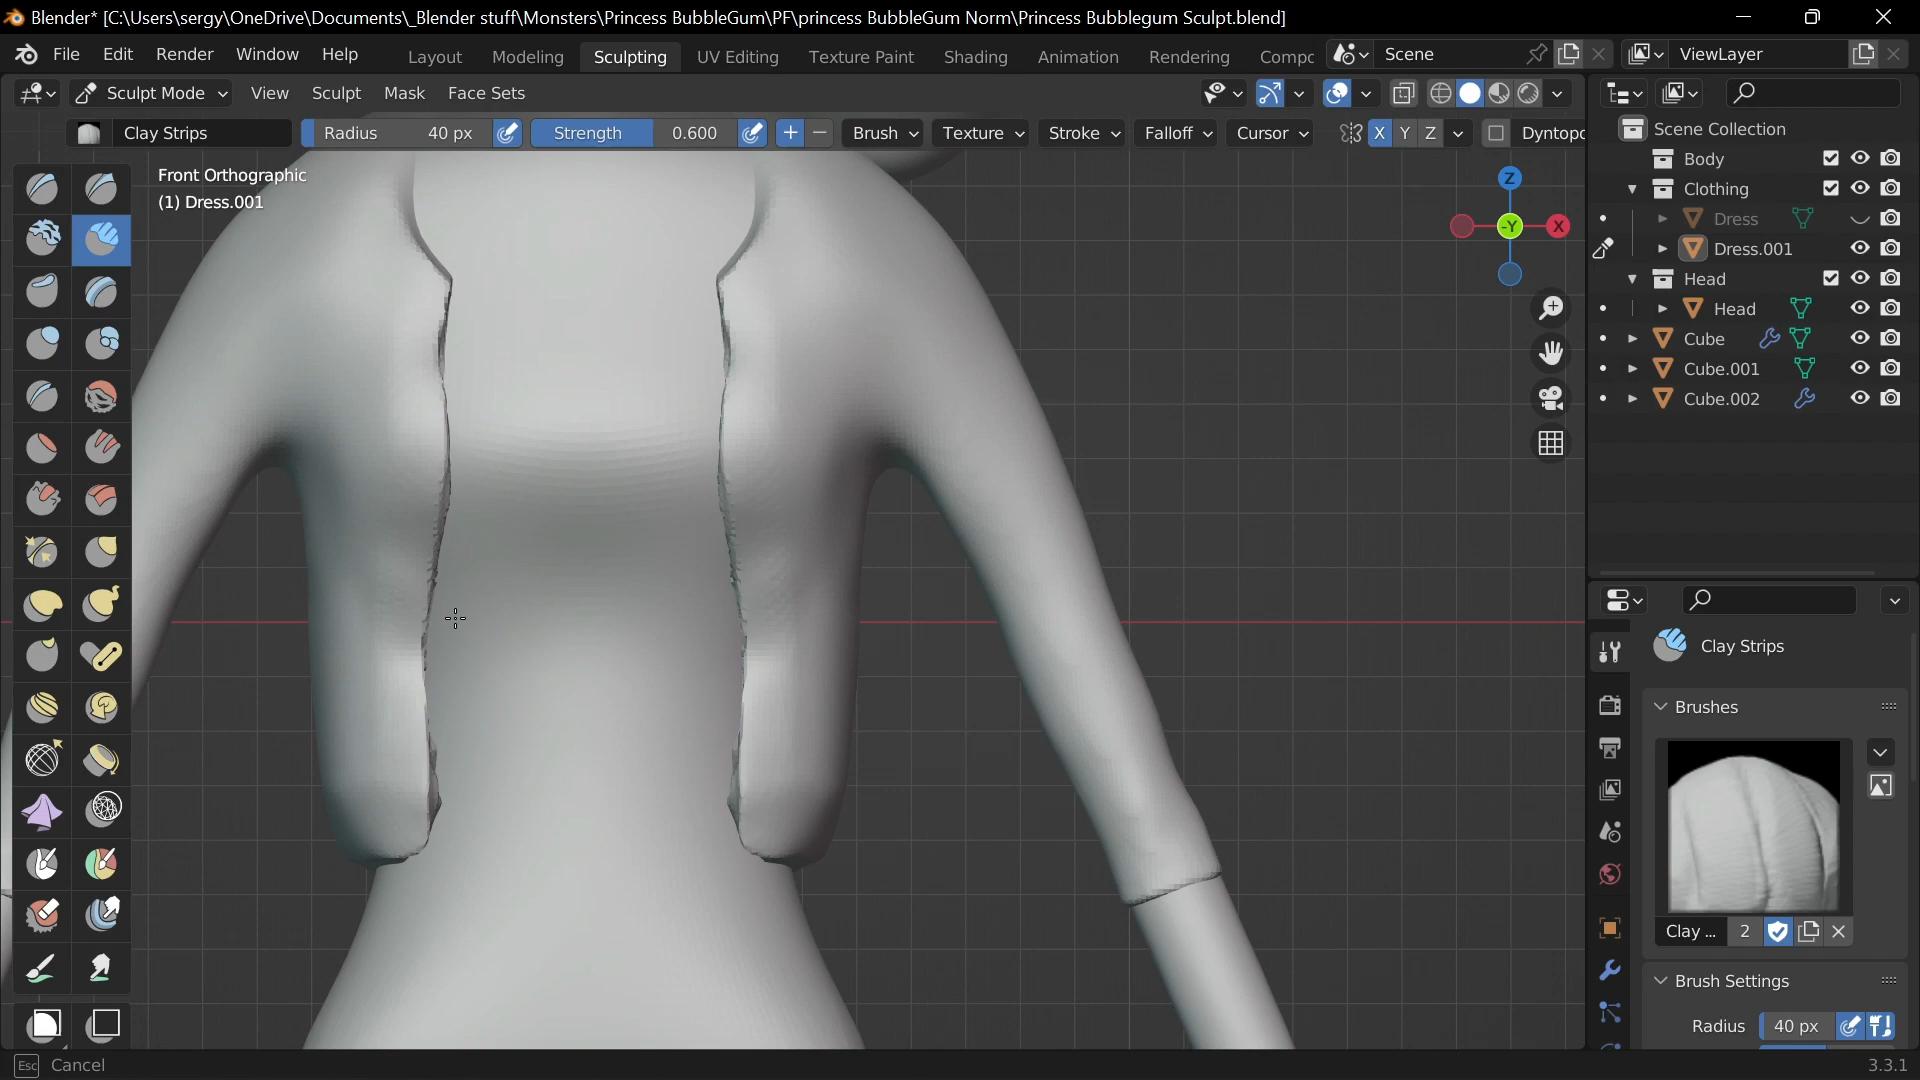 Blender* [C:\Users\sergy\OneDrive\Documents\_Blender stuff\Monsters\Princess BubbleGum\PF\princess BubbleGum Norm\Princess Bubblegum Sculpt.blend]
File Edit Render Window Help Layout Modeling Sculpting UV Editing Texture Paint Shading Animation Rendering Compc Scene ViewLayer
Sculpt Mode View Sculpt Mask Face Sets
Clay Strips Radius 40 px Strength 0.600 + − Brush Texture Stroke Falloff Cursor X Y Z Dyntopo
Front Orthographic
(1) Dress.001
Z
-Y X
Scene Collection
Body
Clothing
Dress
Dress.001
Head
Head
Cube
Cube.001
Cube.002
Clay Strips
Brushes
Clay ... 2
Brush Settings
Radius 40 px
Esc Cancel 3.3.1